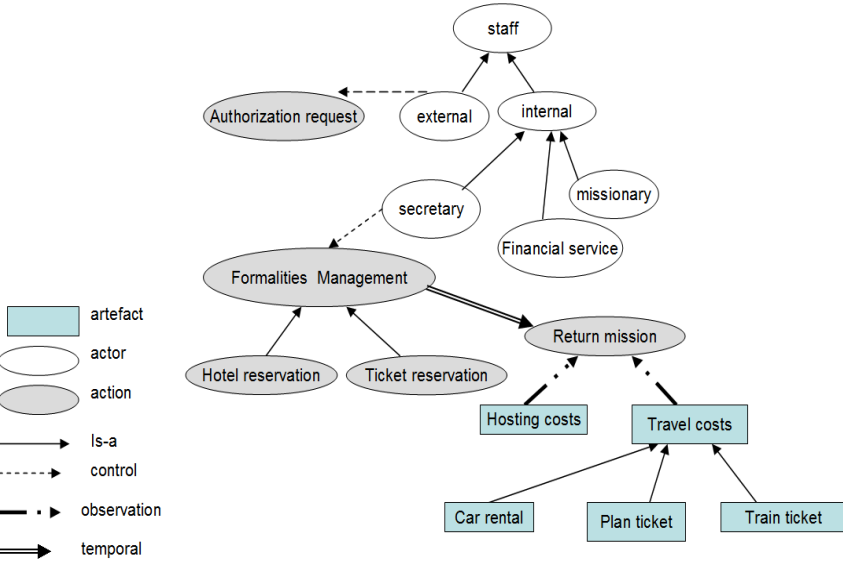 staff
Authorization request
external
internal
secretary
missionary
Financial service
Formalities Management
Return mission
Hotel reservation
Ticket reservation
Hosting costs
Travel costs
Car rental
Plan ticket
Train ticket
artefact
actor
action
Is-a
control
observation
temporal